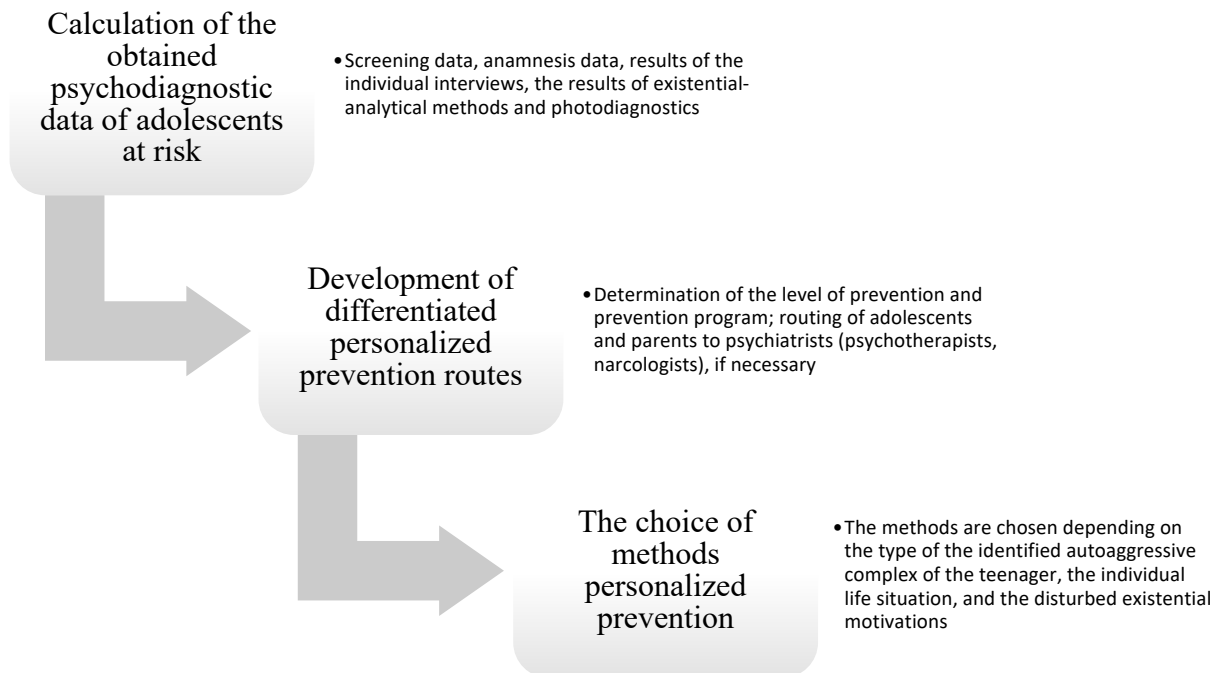 Calculation of the
obtained
psychodiagnostic
data of adolescents
at risk
•Screening data, anamnesis data, results of the
individual interviews, the results of existential-
analytical methods and photodiagnostics
Development of
differentiated
personalized
prevention routes
•Determination of the level of prevention and
prevention program; routing of adolescents
and parents to psychiatrists (psychotherapists,
narcologists), if necessary
The choice of
methods
personalized
prevention
•The methods are chosen depending on
the type of the identified autoaggressive
complex of the teenager, the individual
life situation, and the disturbed existential
motivations